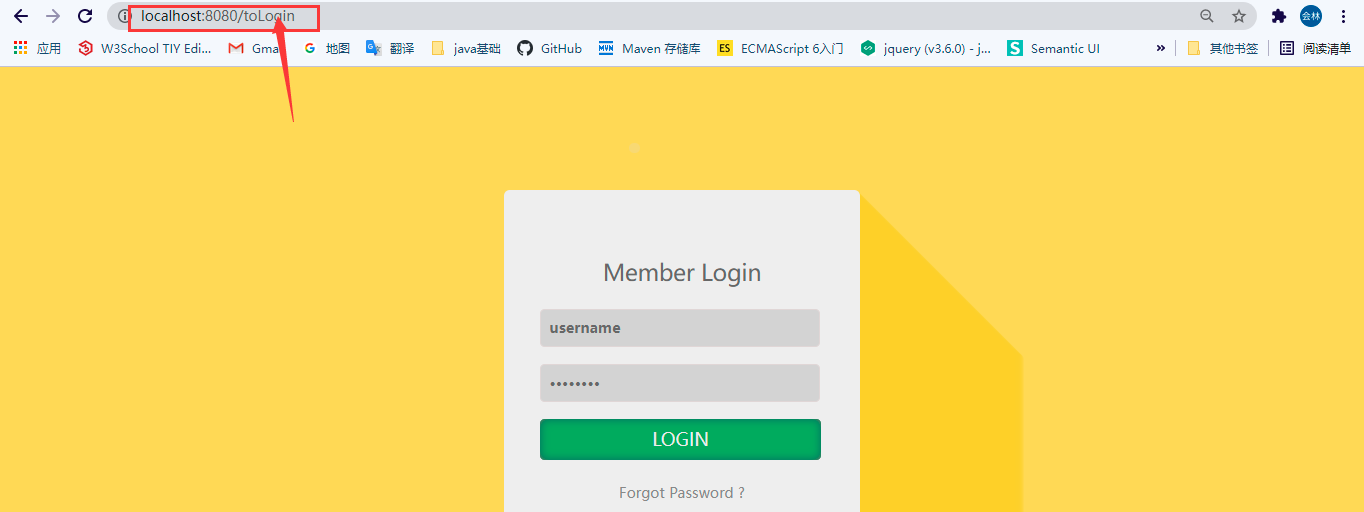 localhost:8080/toLogin 会林
应用 W3School TIY Edi... Gmail 地图 翻译 java基础 GitHub MVN Maven 存储库 ES ECMAScript 6入门 jquery (v3.6.0) - j... S Semantic UI » 其他书签 阅读清单
Member Login
username
••••••••
LOGIN
Forgot Password ?